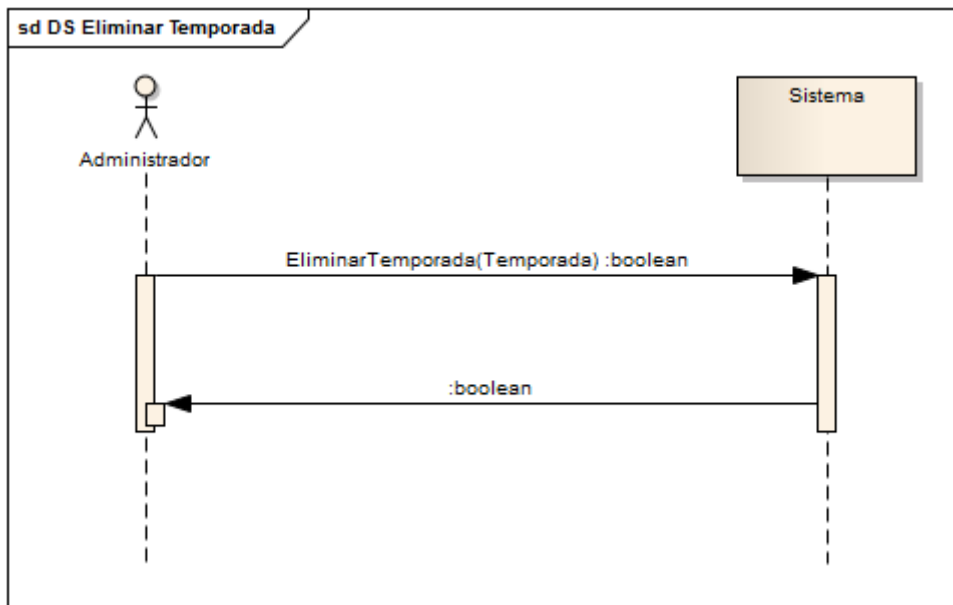 sd DS Eliminar Temporada
Sistema
Administrador
EliminarTemporada(Temporada) :boolean
:boolean